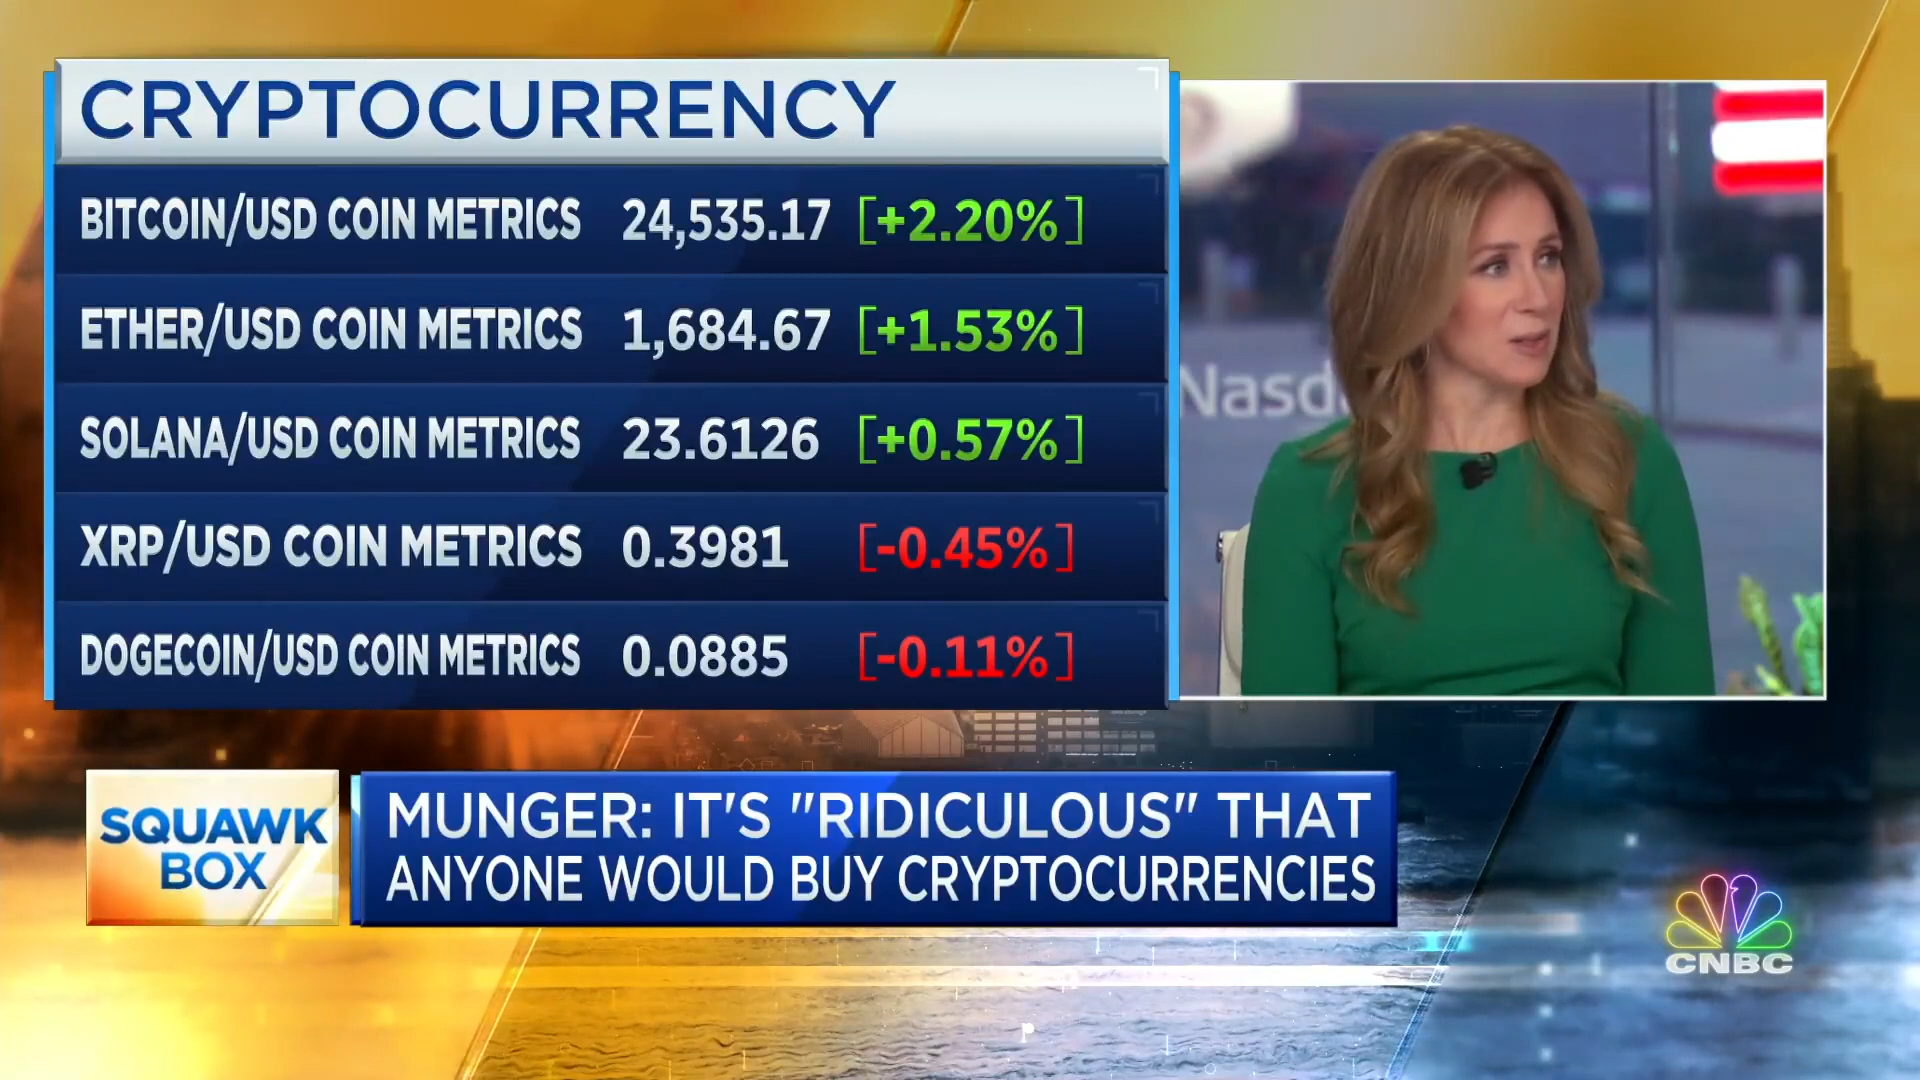 CRYPTOCURRENCY
BITCOIN/USD COIN METRICS 24,535.17 [+2.20%]
ETHER/USD COIN METRICS 1,684.67 [+1.53%]
SOLANA/USD COIN METRICS 23.6126 [+0.57%]
XRP/USD COIN METRICS 0.3981 [-0.45%]
DOGECOIN/USD COIN METRICS 0.0885 [-0.11%]
Nasd
SQUAWK
BOX
MUNGER: IT'S "RIDICULOUS" THAT
ANYONE WOULD BUY CRYPTOCURRENCIES
CNBC